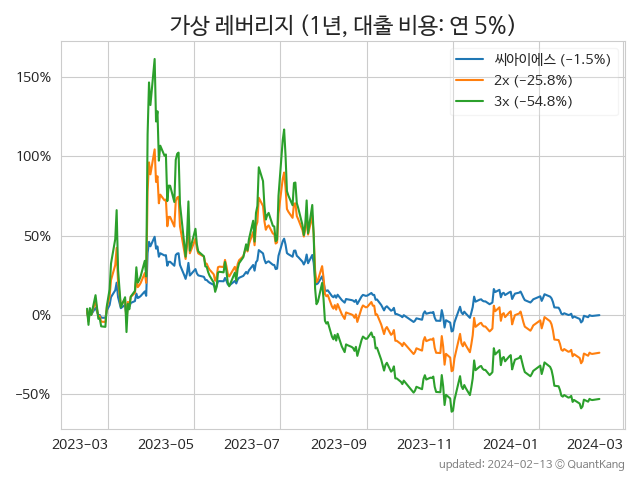 가상 레버리지 (1년, 대출 비용: 연 5%)
씨아이에스 (−1.5%)
2x (−25.8%)
3x (−54.8%)
150%
100%
50%
0%
−50%
2023−03 2023−05 2023−07 2023−09 2023−11 2024−01 2024−03
updated: 2024−02−13 © QuantKang